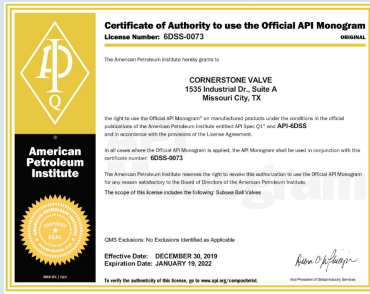 Certificate of Authority to use the Official API Monogram
License Number: 6DSS-0073
ORIGINAL
The American Petroleum Institute hereby grants to
CORNERSTONE VALVE
1535 Industrial Dr., Suite A
Missouri City, TX
the right to use the Official API Monogram® on manufactured products under the conditions in the official
publications of the American Petroleum Institute entitled API Spec Q1® and API-6DSS
and in accordance with the provisions of the License Agreement.
In all cases where the Official API Monogram is applied, the API Monogram shall be used in conjunction with this
certificate number: 6DSS-0073
The American Petroleum Institute reserves the right to revoke this authorization to use the Official API Monogram
for any reason satisfactory to the Board of Directors of the American Petroleum Institute.
The scope of this license includes the following: Subsea Ball Valves
QMS Exclusions: No Exclusions Identified as Applicable
Effective Date: DECEMBER 30, 2019
Expiration Date: JANUARY 19, 2022
To verify the authenticity of this license, go to www.api.org/compositelist.
Vice President of Global Industry Services
API
Q
®
American
Petroleum
Institute